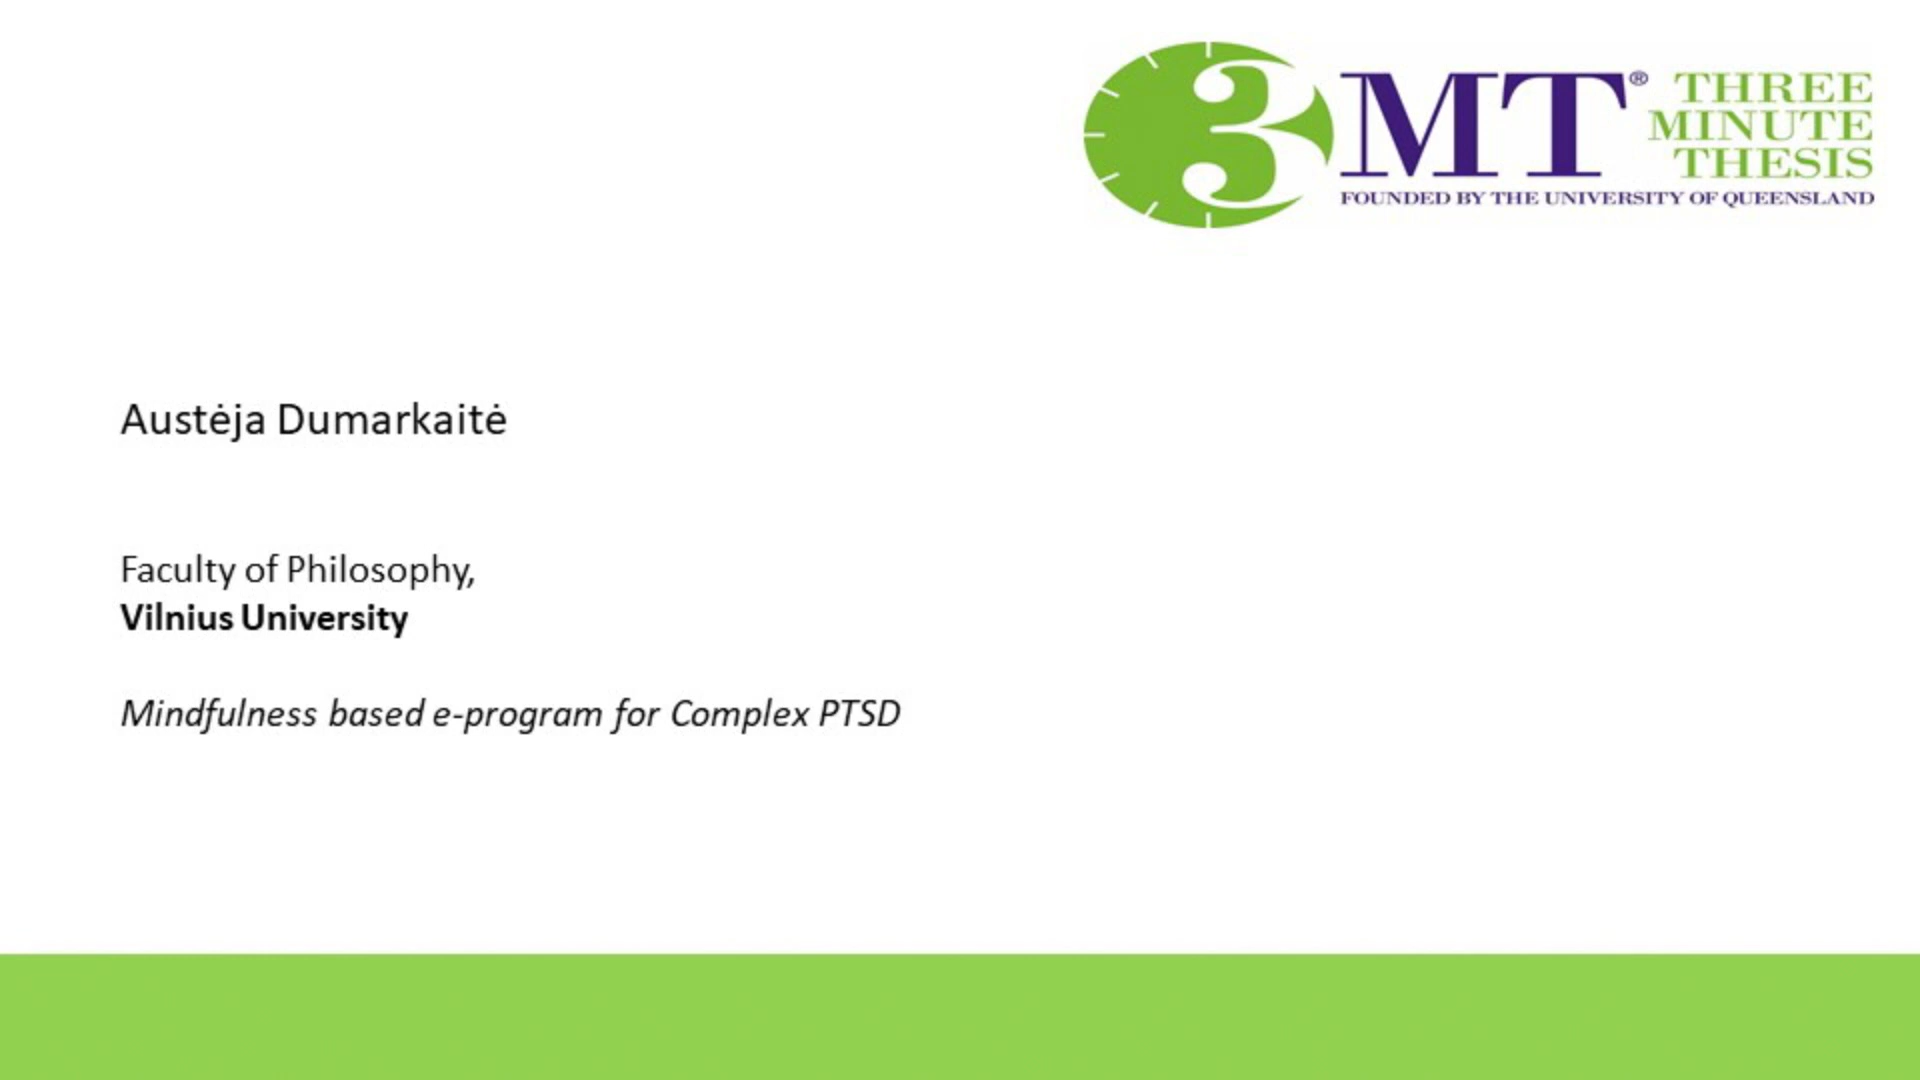 3MT® THREE
MINUTE
THESIS
FOUNDED BY THE UNIVERSITY OF QUEENSLAND
Austėja Dumarkaitė
Faculty of Philosophy,
Vilnius University
Mindfulness based e-program for Complex PTSD